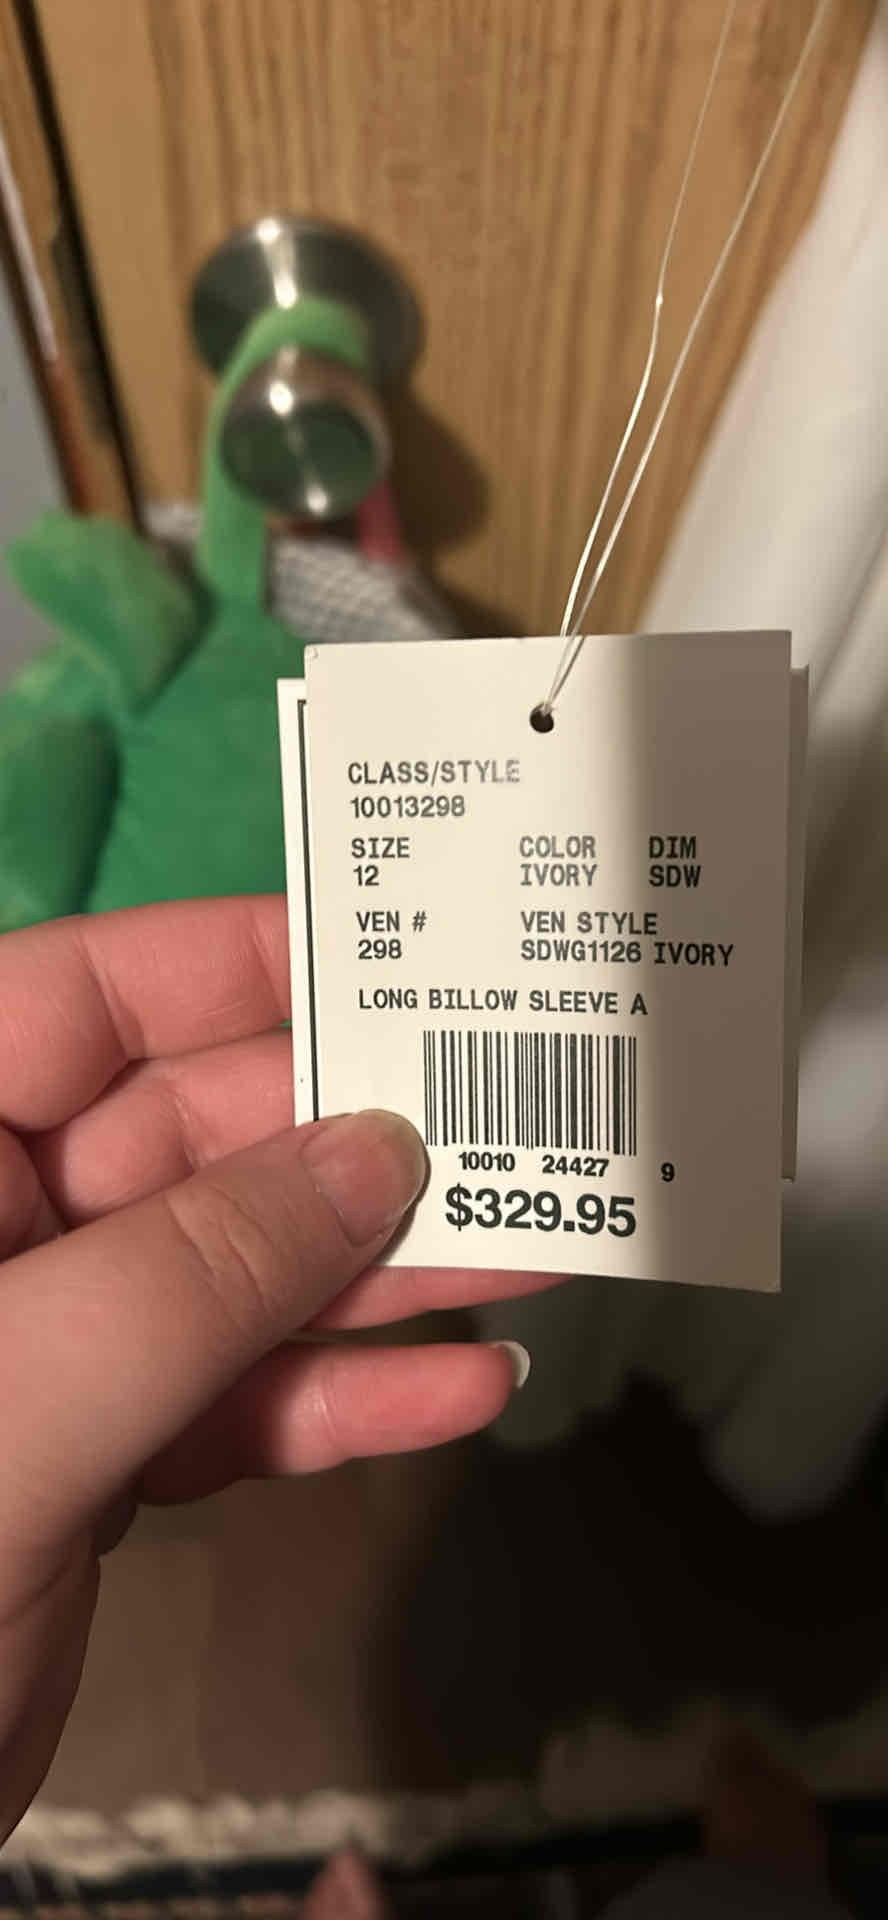 CLASS/STYLE
10013298
SIZE COLOR DIM
12 IVORY SDW
VEN # VEN STYLE
298 SDWG1126 IVORY
LONG BILLOW SLEEVE A
10010 24427 9
$329.95